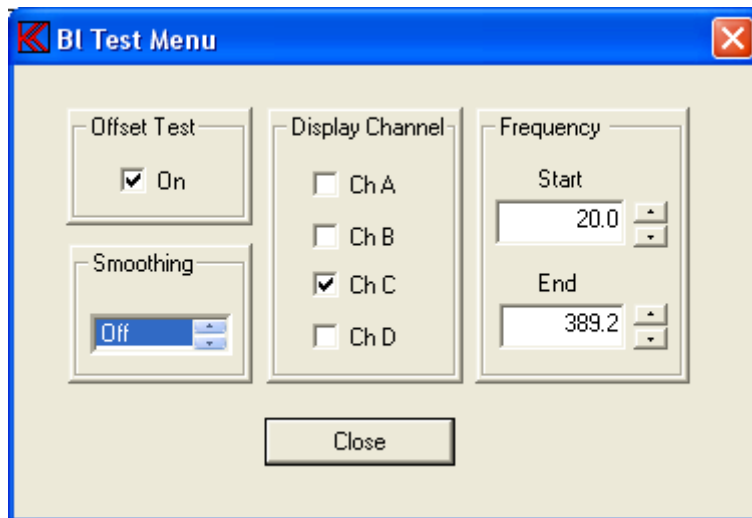 Bl Test Menu
Offset Test
On
Smoothing
Off
Display Channel
Ch A
Ch B
Ch C
Ch D
Frequency
Start
20.0
End
389.2
Close